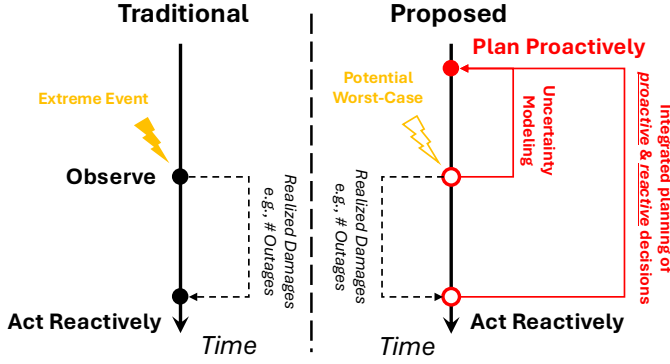 Traditional
Extreme Event
Observe
Realized Damages
e.g., # Outages
Act Reactively
Time
Proposed
Plan Proactively
Potential
Worst-Case
Uncertainty
Modeling
Integrated planning of
proactive & reactive decisions
Realized Damages
e.g., # Outages
Act Reactively
Time